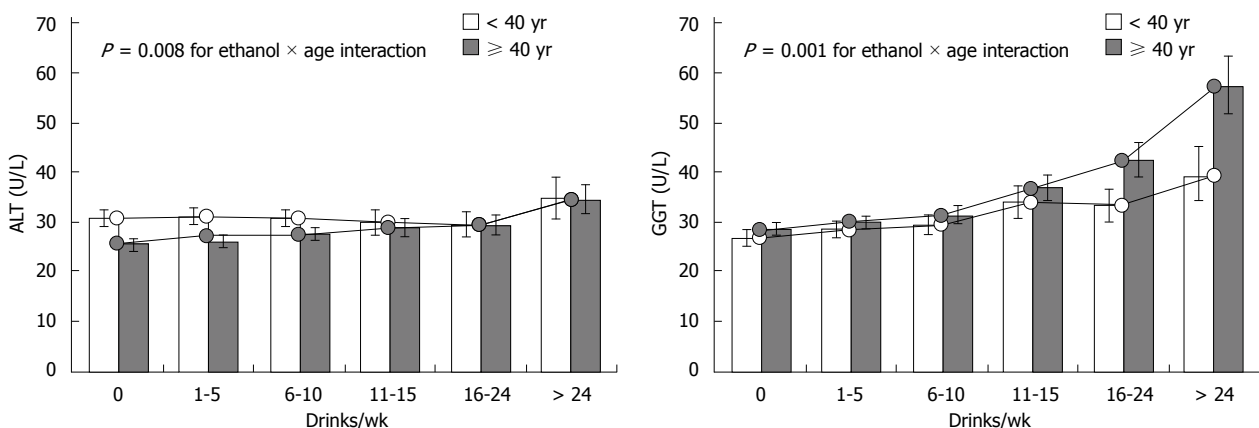 70
60
50
40
30
20
10
0
ALT (U/L)
P = 0.008 for ethanol × age interaction
< 40 yr
⩾ 40 yr
0 1-5 6-10 11-15 16-24 > 24
Drinks/wk
70
60
50
40
30
20
10
0
GGT (U/L)
P = 0.001 for ethanol × age interaction
< 40 yr
⩾ 40 yr
0 1-5 6-10 11-15 16-24 > 24
Drinks/wk